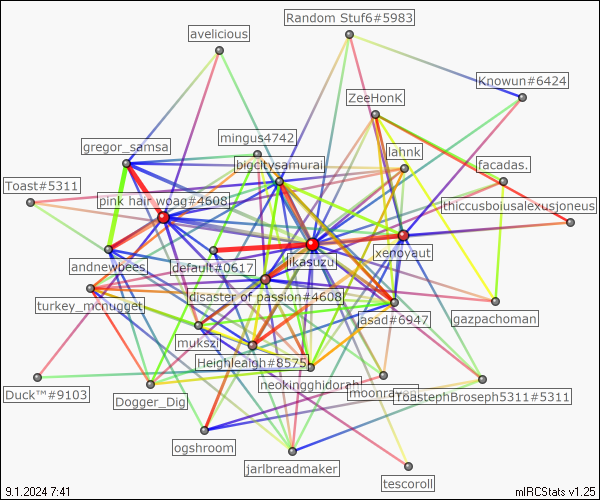 Random Stuf6#5983
avelicious
Knowun#6424
ZeeHonK
mingus4742
gregor_samsa
lahnk
biocitysamurai
facadas.
Toast#5311
pink hair woag#4608
thiccusboiusalexusjoneus
xenoyaut
ikasuzu
andnewbees
default#0617
disaster of passion#4608
turkey_mcnugget
asad#6947
gazpachoman
mukszi
Heighleaigh#8575
neokingghidorah
Duck™#9103
Dogger_Dig
ToastephBroseph5311#5311
ogshroom
jarlbreadmaker
tescoroll
9.1.2024 7:41
mIRCStats v1.25